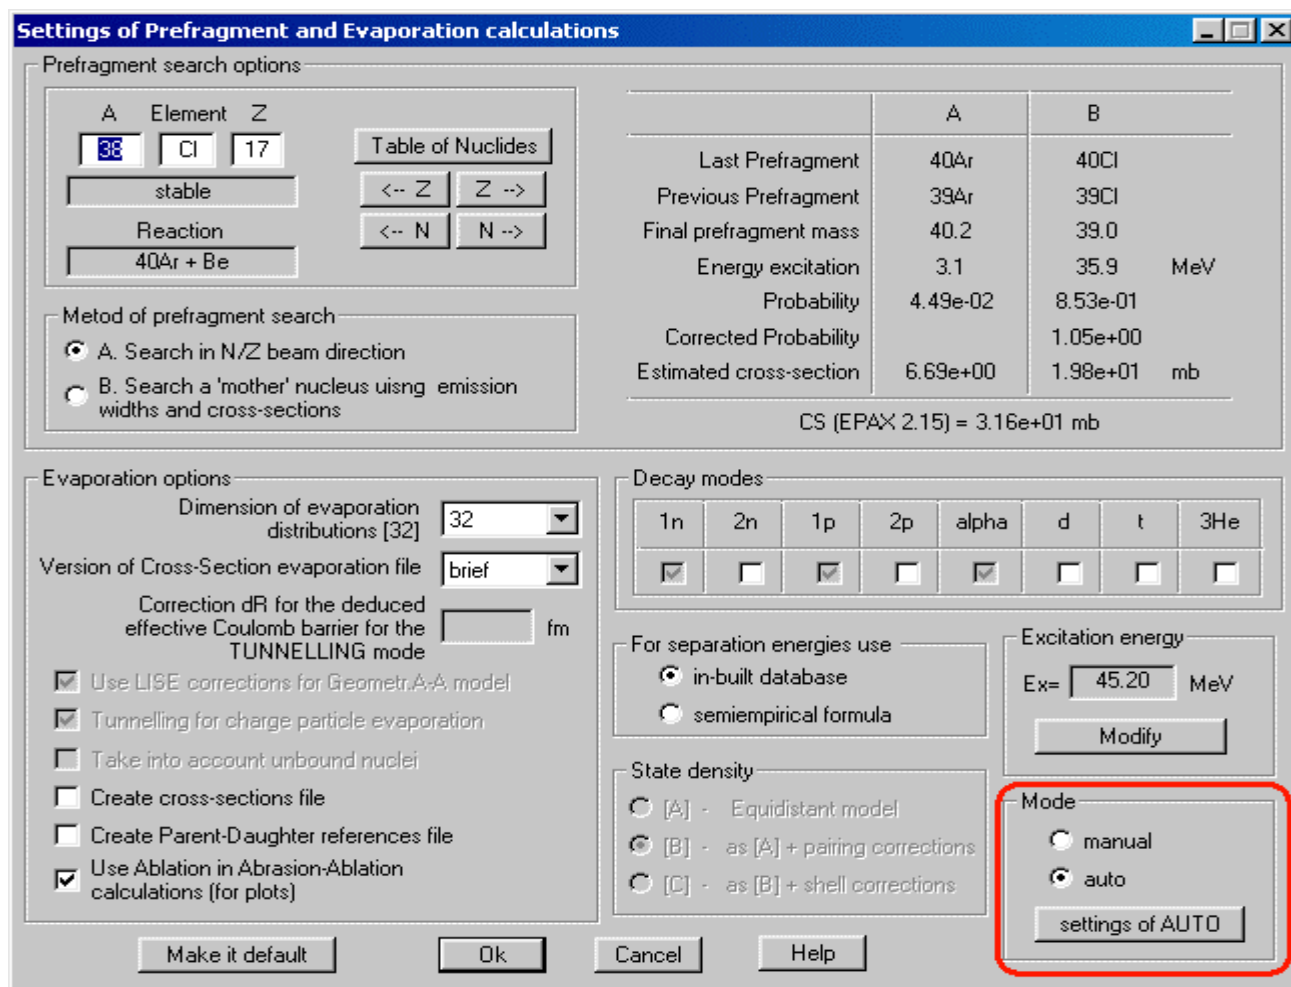 Settings of Prefragment and Evaporation calculations
Prefragment search options
A Element Z
38 Cl 17
stable
Reaction
40Ar + Be
Table of Nuclides
<-- Z Z -->
<-- N N -->
Metod of prefragment search
A. Search in N/Z beam direction
B. Search a 'mother' nucleus uisng emission
widths and cross-sections
A B
Last Prefragment 40Ar 40Cl
Previous Prefragment 39Ar 39Cl
Final prefragment mass 40.2 39.0
Energy excitation 3.1 35.9 MeV
Probability 4.49e-02 8.53e-01
Corrected Probability 1.05e+00
Estimated cross-section 6.69e+00 1.98e+01 mb
CS (EPAX 2.15) = 3.16e+01 mb
Evaporation options
Dimension of evaporation
distributions [32]
32
Version of Cross-Section evaporation file brief
Correction dR for the deduced
effective Coulomb barrier for the
TUNNELLING mode
fm
Use LISE corrections for Geometr.A-A model
Tunnelling for charge particle evaporation
Take into account unbound nuclei
Create cross-sections file
Create Parent-Daughter references file
Use Ablation in Abrasion-Ablation
calculations (for plots)
Decay modes
1n 2n 1p 2p alpha d t 3He
For separation energies use
in-built database
semiempirical formula
Excitation energy
Ex= 45.20 MeV
Modify
State density
[A] - Equidistant model
[B] - as [A] + pairing corrections
[C] - as [B] + shell corrections
Mode
manual
auto
settings of AUTO
Make it default Ok Cancel Help